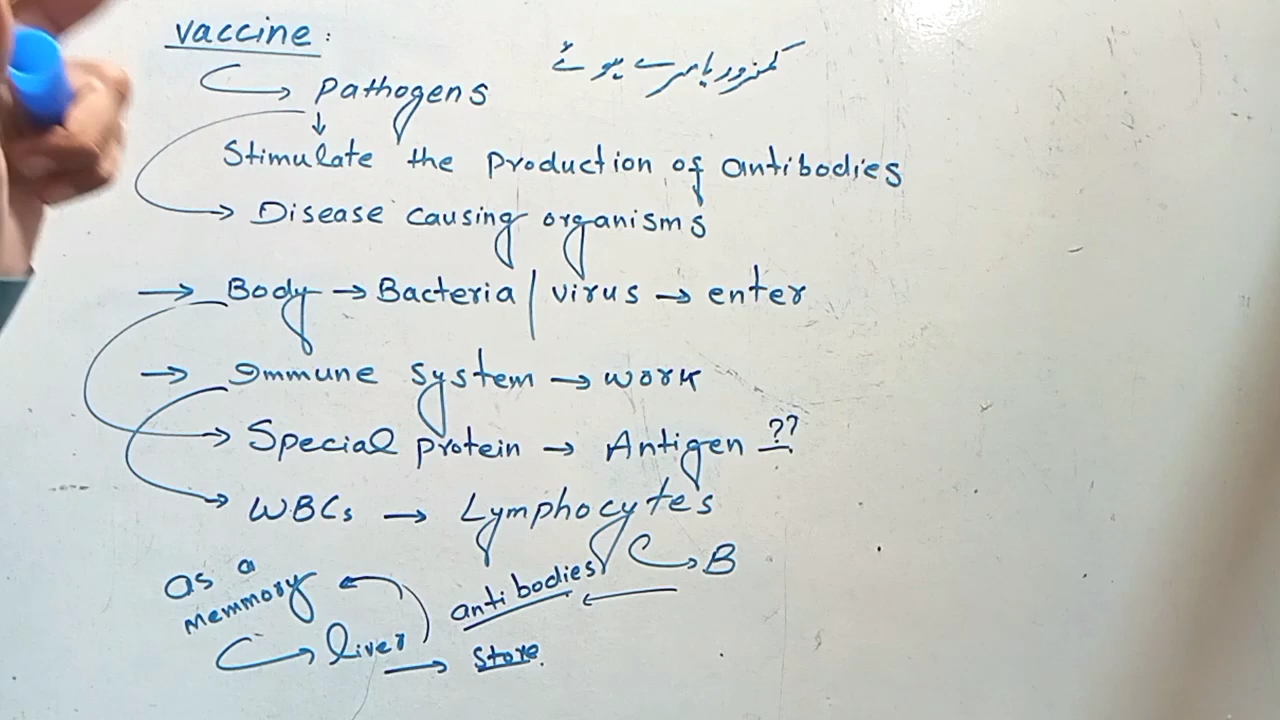 vaccine:
کمزور یا مرے ہوئے
Pathogens
Stimulate the production of antibodies
Disease causing organisms
Body → Bacteria / virus → enter
Immune system → work
Special protein → Antigen ??
WBCs → Lymphocytes
B
antibodies
as a
memmory
liver → store